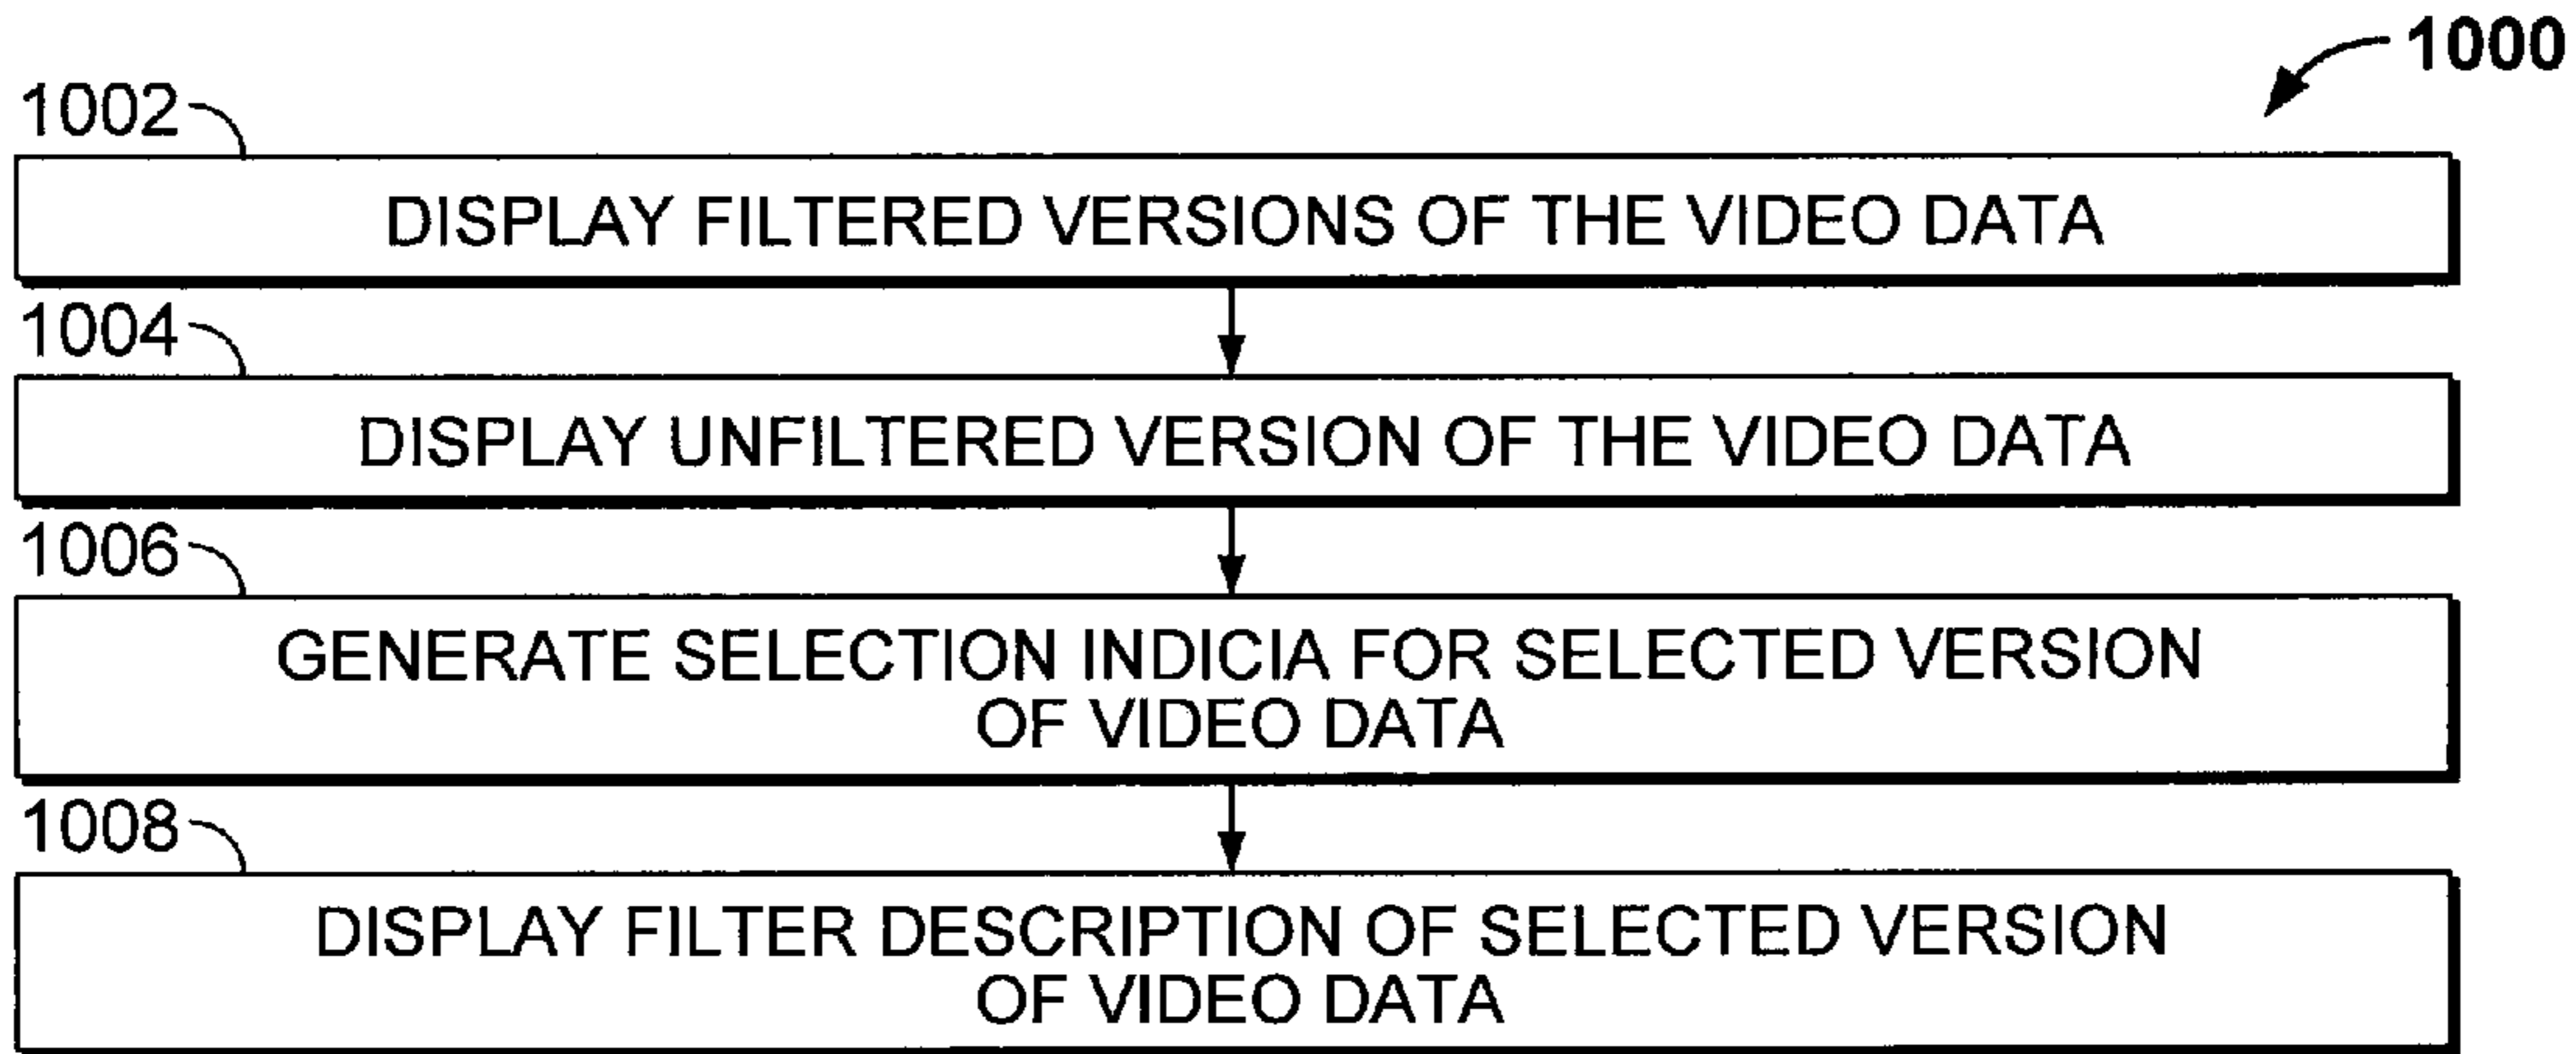 1000
1002
DISPLAY FILTERED VERSIONS OF THE VIDEO DATA
1004
DISPLAY UNFILTERED VERSION OF THE VIDEO DATA
1006
GENERATE SELECTION INDICIA FOR SELECTED VERSION
OF VIDEO DATA
1008
DISPLAY FILTER DESCRIPTION OF SELECTED VERSION
OF VIDEO DATA